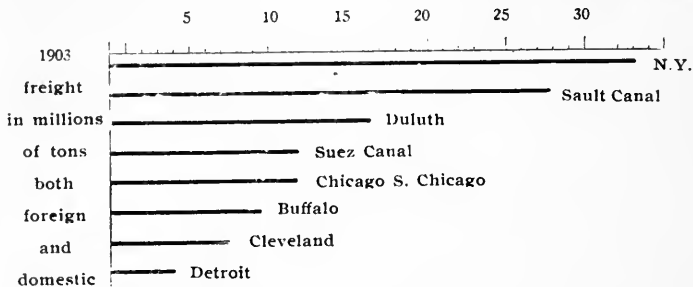 5 10 15 20 25 30
1903
N.Y.
freight
Sault Canal
in millions
Duluth
of tons
Suez Canal
both
Chicago S. Chicago
foreign
Buffalo
and
Cleveland
domestic
Detroit